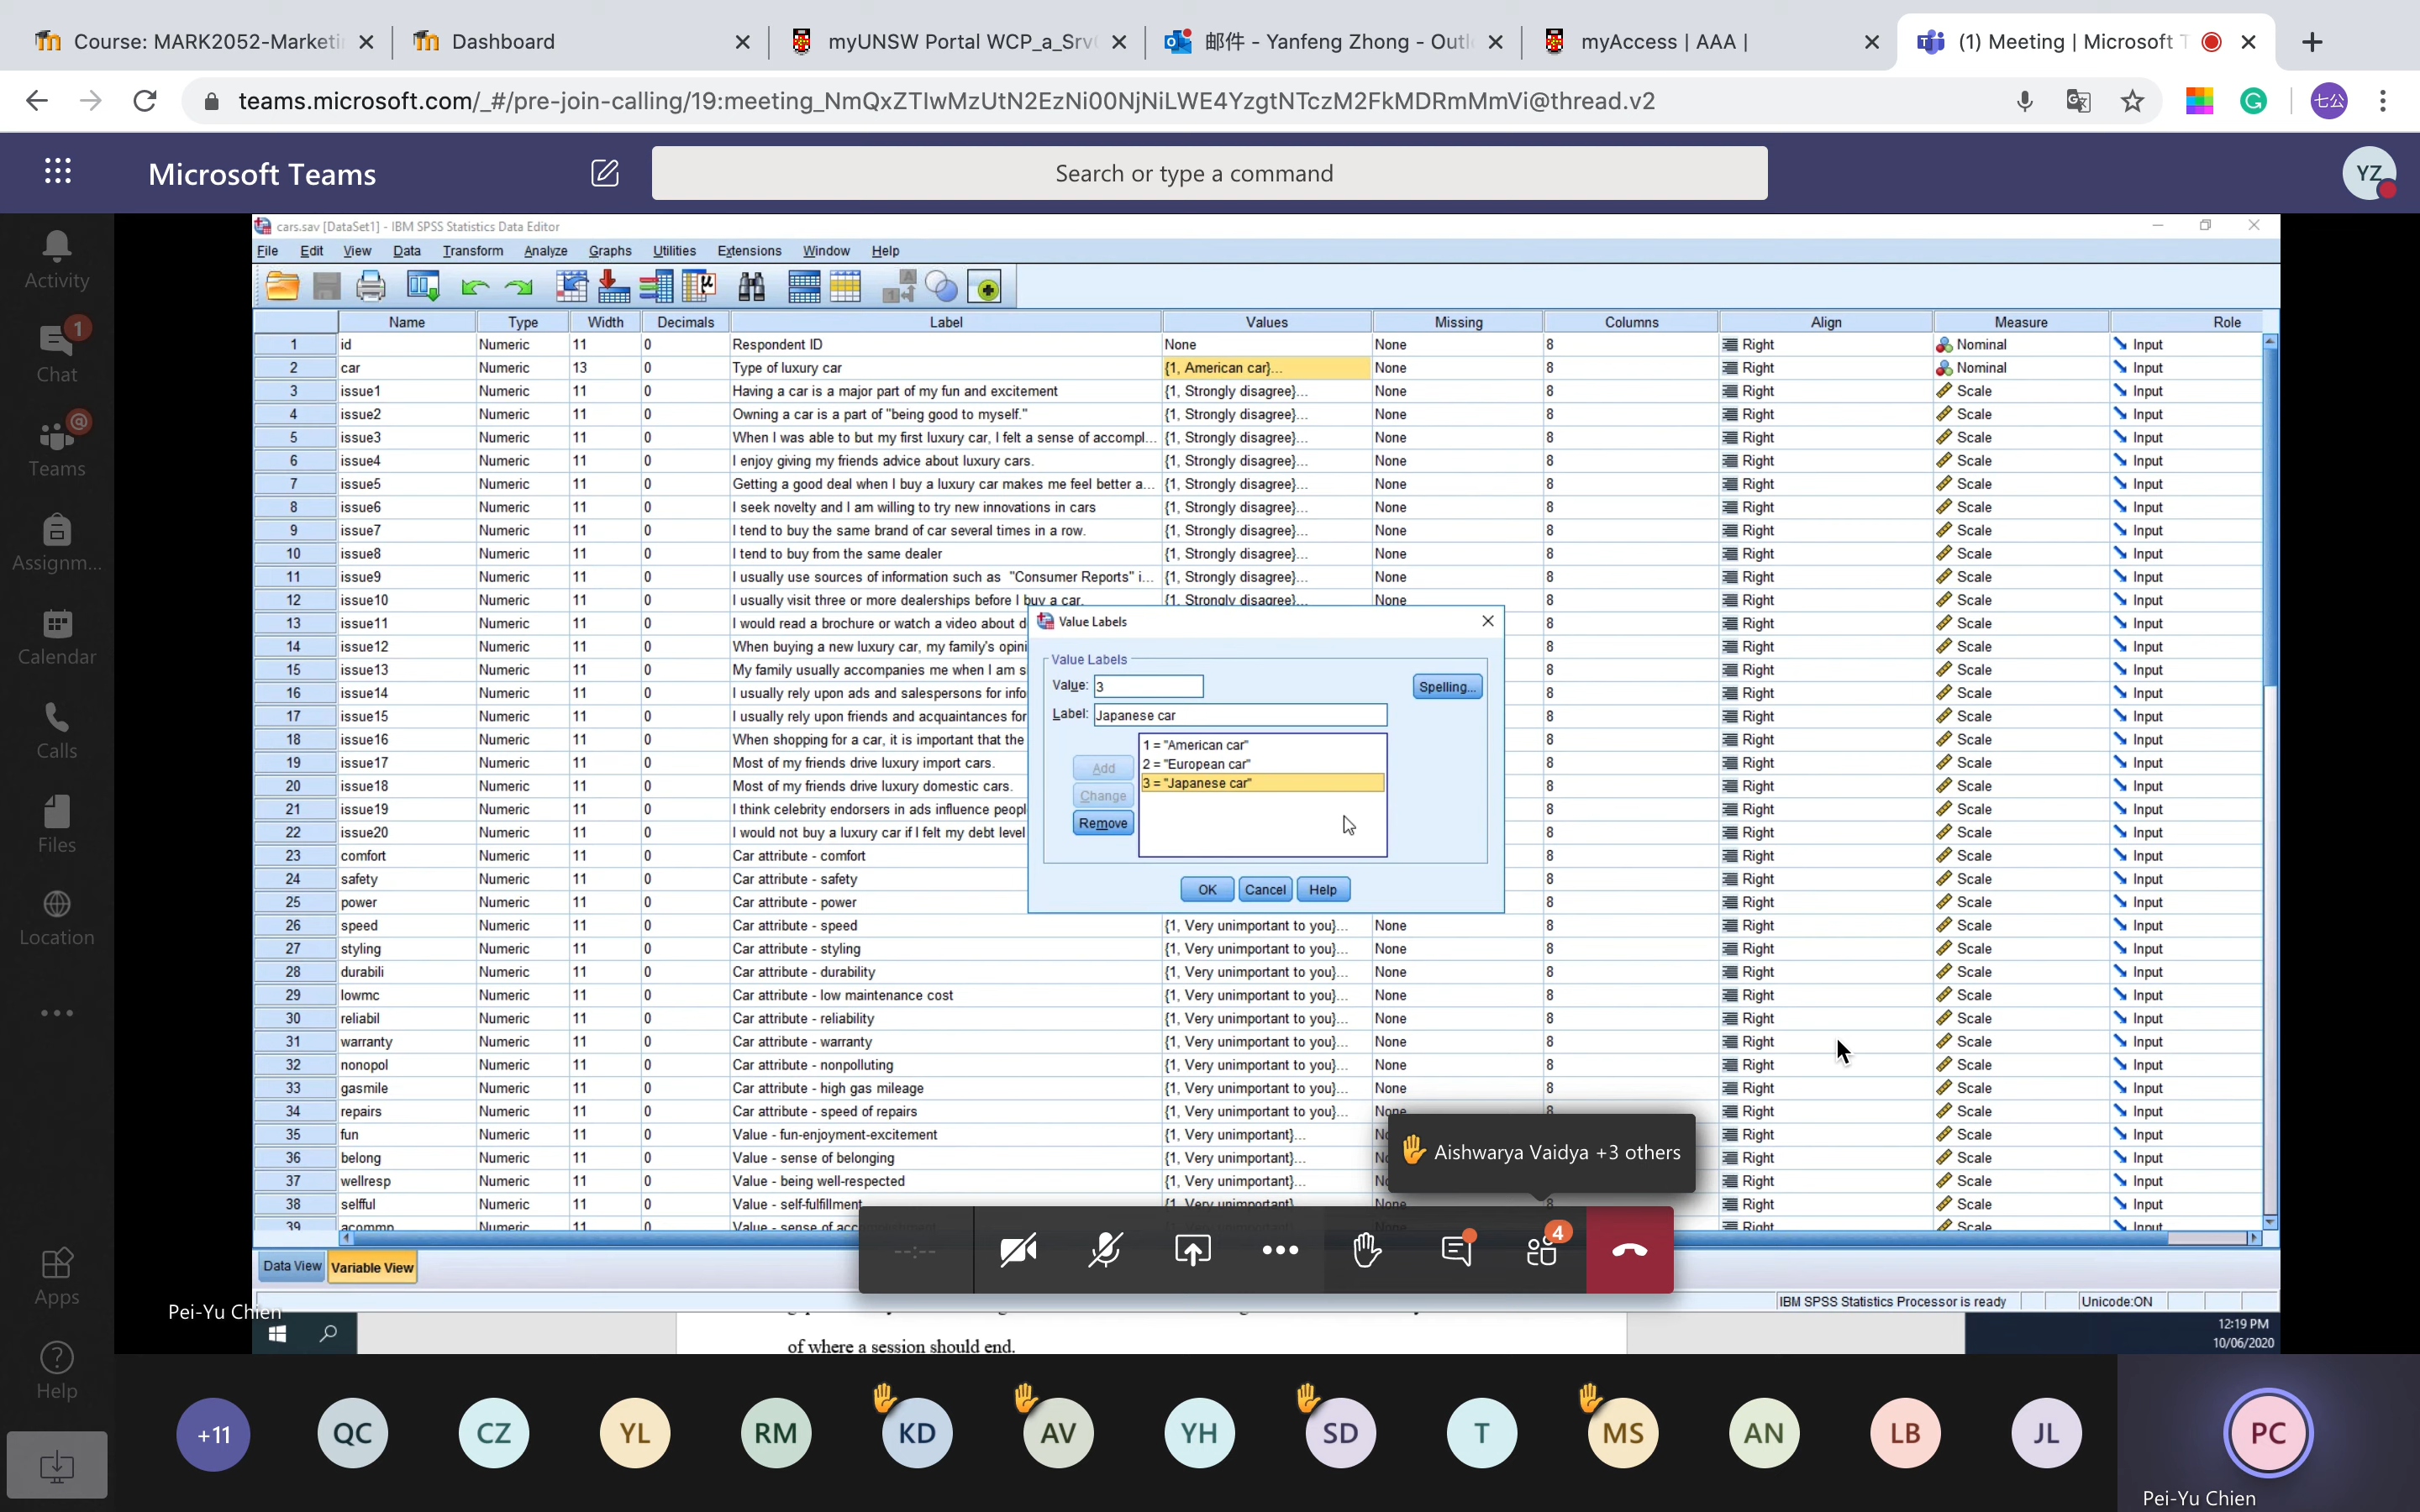 Course: MARK2052-Marketi
Dashboard
myUNSW Portal WCP_a_Srv
邮件 - Yanfeng Zhong - Outl
myAccess | AAA |
(1) Meeting | Microsoft T
teams.microsoft.com/_#/pre-join-calling/19:meeting_NmQxZTIwMzUtN2EzNi00NjNiLWE4YzgtNTczM2FkMDRmMmVi@thread.v2
七公
Microsoft Teams
Search or type a command
YZ
Activity
Chat 1
Teams
Assignm...
Calendar
Calls
Files
Location
Apps
Help
cars.sav [DataSet1] - IBM SPSS Statistics Data Editor
File Edit View Data Transform Analyze Graphs Utilities Extensions Window Help
Name Type Width Decimals Label Values Missing Columns Align Measure Role
1 id Numeric 11 0 Respondent ID None None 8 Right Nominal Input
2 car Numeric 13 0 Type of luxury car {1, American car}... None 8 Right Nominal Input
3 issue1 Numeric 11 0 Having a car is a major part of my fun and excitement {1, Strongly disagree}... None 8 Right Scale Input
4 issue2 Numeric 11 0 Owning a car is a part of "being good to myself." {1, Strongly disagree}... None 8 Right Scale Input
5 issue3 Numeric 11 0 When I was able to but my first luxury car, I felt a sense of accompl... {1, Strongly disagree}... None 8 Right Scale Input
6 issue4 Numeric 11 0 I enjoy giving my friends advice about luxury cars. {1, Strongly disagree}... None 8 Right Scale Input
7 issue5 Numeric 11 0 Getting a good deal when I buy a luxury car makes me feel better a... {1, Strongly disagree}... None 8 Right Scale Input
8 issue6 Numeric 11 0 I seek novelty and I am willing to try new innovations in cars {1, Strongly disagree}... None 8 Right Scale Input
9 issue7 Numeric 11 0 I tend to buy the same brand of car several times in a row. {1, Strongly disagree}... None 8 Right Scale Input
10 issue8 Numeric 11 0 I tend to buy from the same dealer {1, Strongly disagree}... None 8 Right Scale Input
11 issue9 Numeric 11 0 I usually use sources of information such as "Consumer Reports" i... {1, Strongly disagree}... None 8 Right Scale Input
12 issue10 Numeric 11 0 I usually visit three or more dealerships before I buy a car. {1, Strongly disagree}... None 8 Right Scale Input
13 issue11 Numeric 11 0 I would read a brochure or watch a video about d 8 Right Scale Input
14 issue12 Numeric 11 0 When buying a new luxury car, my family's opini 8 Right Scale Input
15 issue13 Numeric 11 0 My family usually accompanies me when I am s 8 Right Scale Input
16 issue14 Numeric 11 0 I usually rely upon ads and salespersons for info 8 Right Scale Input
17 issue15 Numeric 11 0 I usually rely upon friends and acquaintances for 8 Right Scale Input
18 issue16 Numeric 11 0 When shopping for a car, it is important that the 8 Right Scale Input
19 issue17 Numeric 11 0 Most of my friends drive luxury import cars. 8 Right Scale Input
20 issue18 Numeric 11 0 Most of my friends drive luxury domestic cars. 8 Right Scale Input
21 issue19 Numeric 11 0 I think celebrity endorsers in ads influence peopl 8 Right Scale Input
22 issue20 Numeric 11 0 I would not buy a luxury car if I felt my debt level 8 Right Scale Input
23 comfort Numeric 11 0 Car attribute - comfort 8 Right Scale Input
24 safety Numeric 11 0 Car attribute - safety 8 Right Scale Input
25 power Numeric 11 0 Car attribute - power 8 Right Scale Input
26 speed Numeric 11 0 Car attribute - speed {1, Very unimportant to you}... None 8 Right Scale Input
27 styling Numeric 11 0 Car attribute - styling {1, Very unimportant to you}... None 8 Right Scale Input
28 durabili Numeric 11 0 Car attribute - durability {1, Very unimportant to you}... None 8 Right Scale Input
29 lowmc Numeric 11 0 Car attribute - low maintenance cost {1, Very unimportant to you}... None 8 Right Scale Input
30 reliabil Numeric 11 0 Car attribute - reliability {1, Very unimportant to you}... None 8 Right Scale Input
31 warranty Numeric 11 0 Car attribute - warranty {1, Very unimportant to you}... None 8 Right Scale Input
32 nonopol Numeric 11 0 Car attribute - nonpolluting {1, Very unimportant to you}... None 8 Right Scale Input
33 gasmile Numeric 11 0 Car attribute - high gas mileage {1, Very unimportant to you}... None 8 Right Scale Input
34 repairs Numeric 11 0 Car attribute - speed of repairs {1, Very unimportant to you}... None 8 Right Scale Input
35 fun Numeric 11 0 Value - fun-enjoyment-excitement {1, Very unimportant}... Right Scale Input
36 belong Numeric 11 0 Value - sense of belonging {1, Very unimportant}... Right Scale Input
37 wellresp Numeric 11 0 Value - being well-respected {1, Very unimportant}... Right Scale Input
38 selfful Numeric 11 0 Value - self-fulfillment {1, Very unimportant} None 8 Right Scale Input
39 acommp Numeric 11 0 Value - sense of Right Scale Input
Value Labels
Value Labels
Value: 3
Spelling...
Label: Japanese car
1 = "American car"
2 = "European car"
3 = "Japanese car"
Add
Change
Remove
OK Cancel Help
Aishwarya Vaidya +3 others
--:--
4
Data View Variable View
IBM SPSS Statistics Processor is ready Unicode:ON
Pei-Yu Chien
of where a session should end.
12:19 PM
10/06/2020
+11 QC CZ YL RM KD AV YH SD T MS AN LB JL PC
Pei-Yu Chien